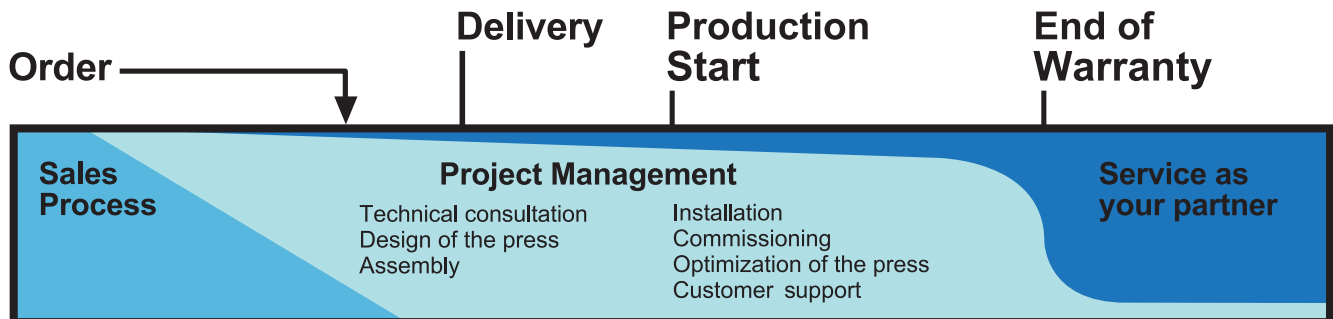 Order
Delivery
Production
Start
End of
Warranty
Sales
Process
Project Management
Technical consultation
Design of the press
Assembly
Installation
Commissioning
Optimization of the press
Customer support
Service as
your partner